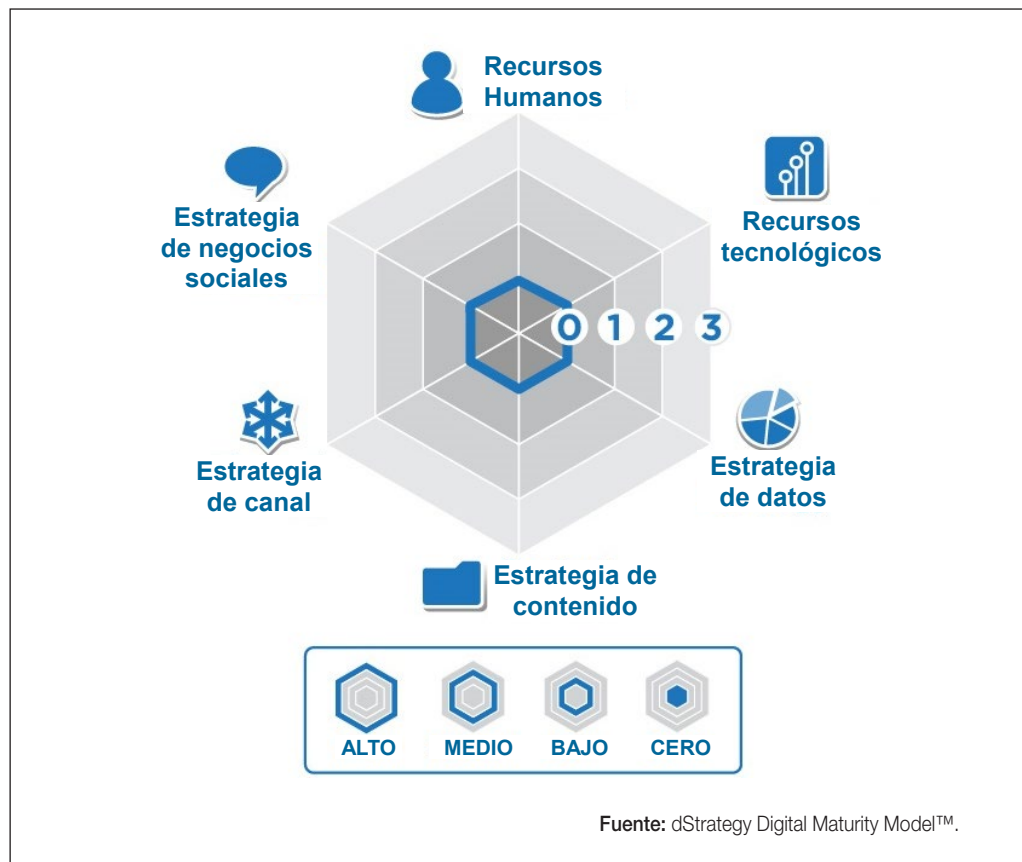 Recursos
Humanos
Estrategia
de negocios
sociales
Recursos
tecnológicos
0 1 2 3
Estrategia
de canal
Estrategia
de datos
Estrategia de
contenido
ALTO MEDIO BAJO CERO
Fuente: dStrategy Digital Maturity Model™.